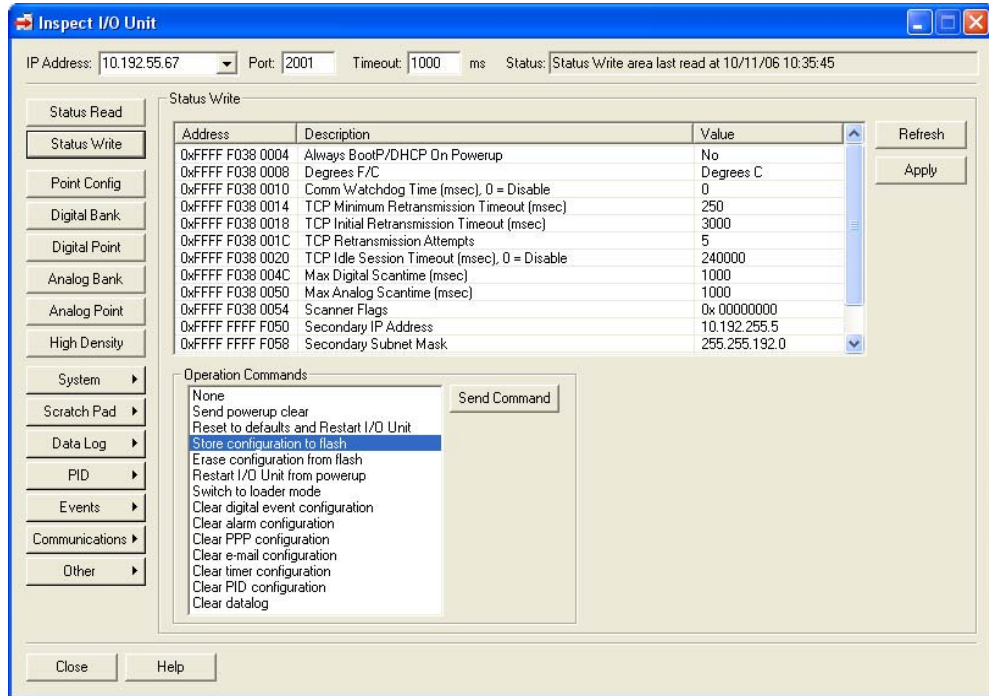 Inspect I/O Unit
IP Address: 10.192.55.67 Port: 2001 Timeout: 1000 ms Status: Status Write area last read at 10/11/06 10:35:45
Status Read
Status Write
Point Config
Digital Bank
Digital Point
Analog Bank
Analog Point
High Density
System
Scratch Pad
Data Log
PID
Events
Communications
Other
Status Write
Address Description Value
0xFFFF F038 0004 Always BootP/DHCP On Powerup No
0xFFFF F038 0008 Degrees F/C Degrees C
0xFFFF F038 0010 Comm Watchdog Time (msec), 0 = Disable 0
0xFFFF F038 0014 TCP Minimum Retransmission Timeout (msec) 250
0xFFFF F038 0018 TCP Initial Retransmission Timeout (msec) 3000
0xFFFF F038 001C TCP Retransmission Attempts 5
0xFFFF F038 0020 TCP Idle Session Timeout (msec), 0 = Disable 240000
0xFFFF F038 004C Max Digital Scantime (msec) 1000
0xFFFF F038 0050 Max Analog Scantime (msec) 1000
0xFFFF F038 0054 Scanner Flags 0x 00000000
0xFFFF FFFF F050 Secondary IP Address 10.192.255.5
0xFFFF FFFF F058 Secondary Subnet Mask 255.255.192.0
Refresh
Apply
Operation Commands
None
Send powerup clear
Reset to defaults and Restart I/O Unit
Store configuration to flash
Erase configuration from flash
Restart I/O Unit from powerup
Switch to loader mode
Clear digital event configuration
Clear alarm configuration
Clear PPP configuration
Clear e-mail configuration
Clear timer configuration
Clear PID configuration
Clear datalog
Send Command
Close Help